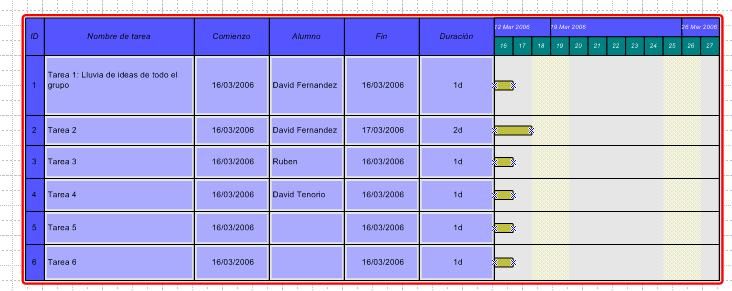 ID Nombre de tarea Comienzo Alumno Fin Duración 12 Mar 2006 19 Mar 2006 26 Mar 2006
16 17 18 19 20 21 22 23 24 25 26 27
1 Tarea 1: Lluvia de ideas de todo el
grupo 16/03/2006 David Fernandez 16/03/2006 1d
2 Tarea 2 16/03/2006 David Fernandez 17/03/2006 2d
3 Tarea 3 16/03/2006 Ruben 16/03/2006 1d
4 Tarea 4 16/03/2006 David Tenorio 16/03/2006 1d
5 Tarea 5 16/03/2006 16/03/2006 1d
6 Tarea 6 16/03/2006 16/03/2006 1d